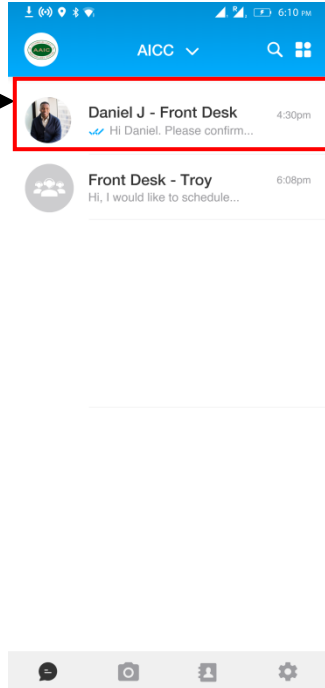 R
6:10 PM
AAIC
AICC
Daniel J - Front Desk
4:30pm
Hi Daniel. Please confirm...
Front Desk - Troy
6:08pm
Hi, I would like to schedule...